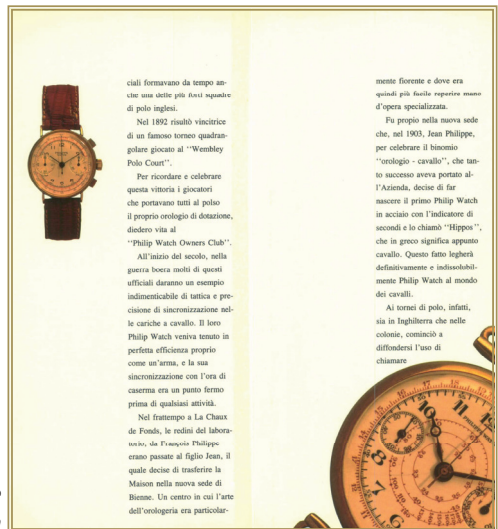 ciali formavano da tempo an-
che una delle più forti squadre
di polo inglesi.
Nel 1892 risultò vincitrice
di un famoso torneo quadran-
golare giocato al "Wembley
Polo Court".
Per ricordare e celebrare
questa vittoria i giocatori
che portavano tutti al polso
il proprio orologio di dotazione,
diedero vita al
"Philip Watch Owners Club".
All'inizio del secolo, nella
guerra boera molti di questi
ufficiali daranno un esempio
indimenticabile di tattica e pre-
cisione di sincronizzazione nel-
le cariche a cavallo. Il loro
Philip Watch veniva tenuto in
perfetta efficienza proprio
come un'arma, e la sua
sincronizzazione con l'ora di
caserma era un punto fermo
prima di qualsiasi attività.
Nel frattempo a La Chaux
de Fonds, le redini del labora-
torio, da François Philippe
erano passate al figlio Jean, il
quale decise di trasferire la
Maison nella nuova sede di
Bienne. Un centro in cui l'arte
dell'orologeria era particolar-
mente fiorente e dove era
quindi più facile reperire mano
d'opera specializzata.
Fu propio nella nuova sede
che, nel 1903, Jean Philippe,
per celebrare il binomio
"orologio - cavallo", che tan-
to successo aveva portato al-
l'Azienda, decise di far
nascere il primo Philip Watch
in acciaio con l'indicatore di
secondi e lo chiamò "Hippos",
che in greco significa appunto
cavallo. Questo fatto legherà
definitivamente e indissolubil-
mente Philip Watch al mondo
dei cavalli.
Ai tornei di polo, infatti,
sia in Inghilterra che nelle
colonie, cominciò a
diffondersi l'uso di
chiamare